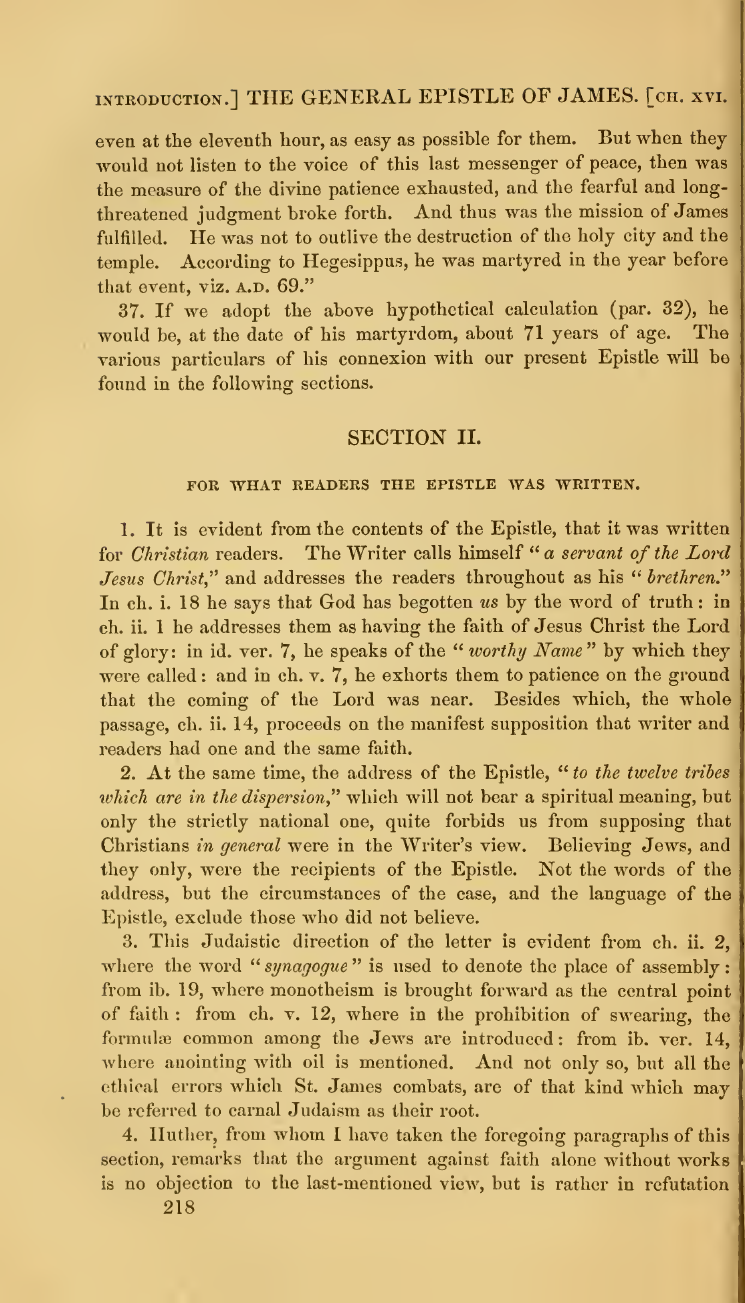 INTRODUCTION.] THE GENERAL EPISTLE OF JAMES. [CH. XVI.
even at the eleventh hour, as easy as possible for them. But when they
would not listen to the voice of this last messenger of peace, then was
the measure of the divine patience exhausted, and the fearful and long-
threatened judgment broke forth. And thus was the mission of James
fulfilled. He was not to outlive the destruction of the holy city and the
temple. According to Hegesippus, he was martyred in the year before
that event, viz. A.D. 69."
37. If we adopt the above hypothetical calculation (par. 32), he
would be, at the date of his martyrdom, about 71 years of age. The
various particulars of his connexion with our present Epistle will be
found in the following sections.
SECTION II.
FOR WHAT READERS THE EPISTLE WAS WRITTEN.
1. It is evident from the contents of the Epistle, that it was written
for Christian readers. The Writer calls himself "a servant of the Lord
Jesus Christ," and addresses the readers throughout as his "brethren."
In ch. i. 18 he says that God has begotten us by the word of truth: in
ch. ii. 1 he addresses them as having the faith of Jesus Christ the Lord
of glory: in id. ver. 7, he speaks of the "worthy Name" by which they
were called: and in ch. v. 7, he exhorts them to patience on the ground
that the coming of the Lord was near. Besides which, the whole
passage, ch. ii. 14, proceeds on the manifest supposition that writer and
readers had one and the same faith.
2. At the same time, the address of the Epistle, "to the twelve tribes
which are in the dispersion," which will not bear a spiritual meaning, but
only the strictly national one, quite forbids us from supposing that
Christians in general were in the Writer's view. Believing Jews, and
they only, were the recipients of the Epistle. Not the words of the
address, but the circumstances of the case, and the language of the
Epistle, exclude those who did not believe.
3. This Judaistic direction of the letter is evident from ch. ii. 2,
where the word "synagogue" is used to denote the place of assembly:
from ib. 19, where monotheism is brought forward as the central point
of faith: from ch. v. 12, where in the prohibition of swearing, the
formulæ common among the Jews are introduced: from ib. ver. 14,
where anointing with oil is mentioned. And not only so, but all the
ethical errors which St. James combats, are of that kind which may
be referred to carnal Judaism as their root.
4. Huther, from whom I have taken the foregoing paragraphs of this
section, remarks that the argument against faith alone without works
is no objection to the last-mentioned view, but is rather in refutation
218